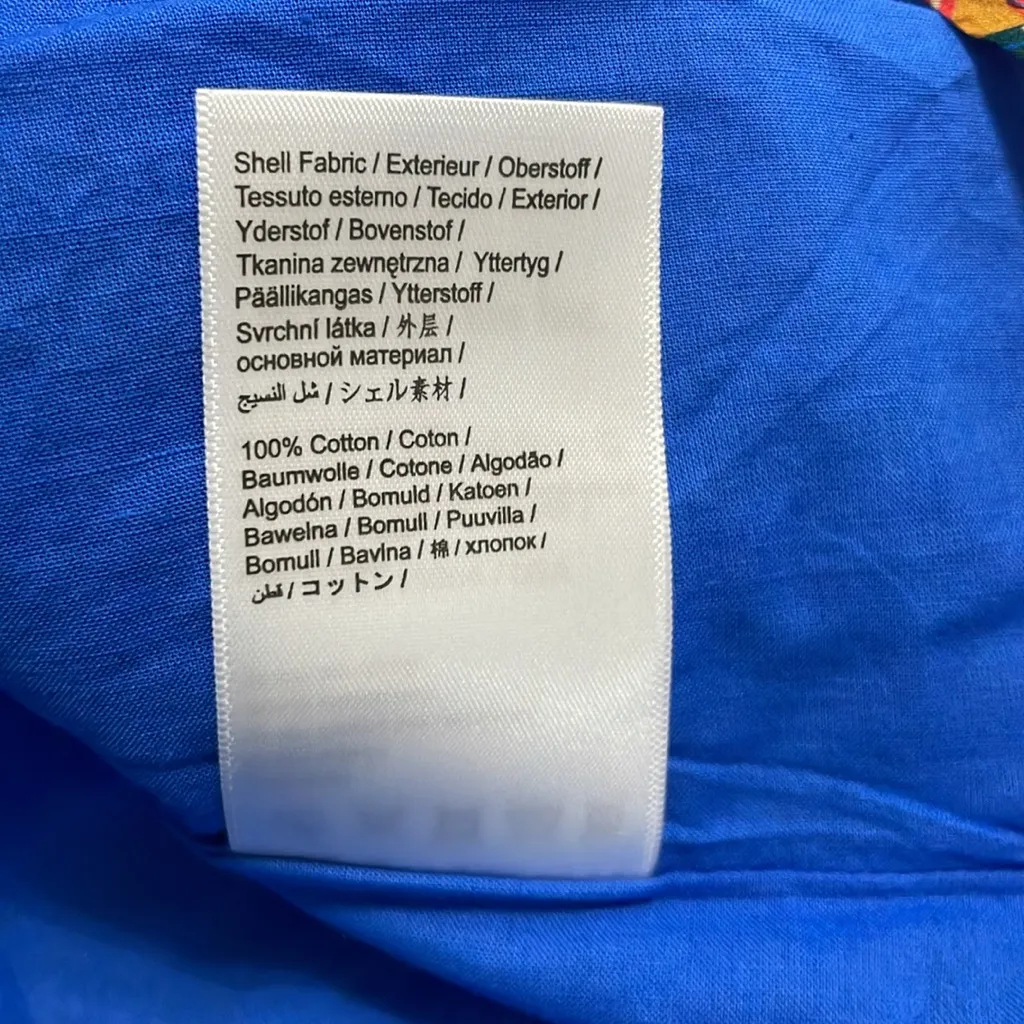 Shell Fabric / Exterieur / Oberstoff /
Tessuto esterno / Tecido / Exterior /
Yderstof / Bovenstof /
Tkanina zewnętrzna / Yttertyg /
Päällikangas / Ytterstoff /
Svrchní látka / 外层 /
основной материал /
شل النسيج / シェル素材 /
100% Cotton / Coton /
Baumwolle / Cotone / Algodão /
Algodón / Bomuld / Katoen /
Bawelna / Bomull / Puuvilla /
Bomull / Bavlna / 棉 / хлопок /
قطن / コットン /